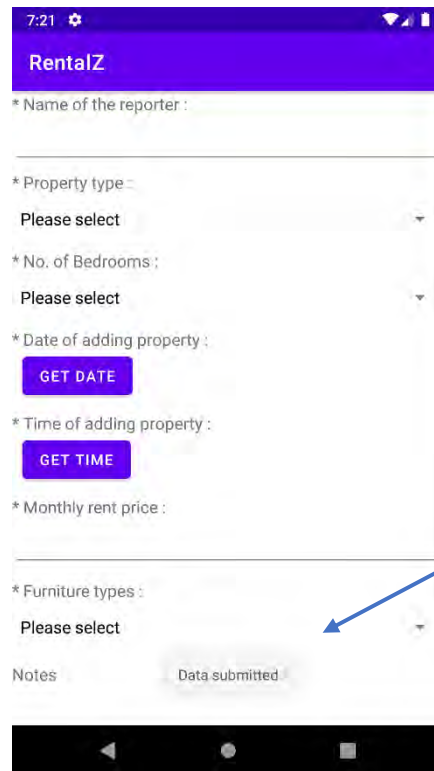 7:21
RentalZ
* Name of the reporter :
* Property type :
Please select
* No. of Bedrooms :
Please select
* Date of adding property :
GET DATE
* Time of adding property :
GET TIME
* Monthly rent price :
* Furniture types :
Please select
Notes Data submitted